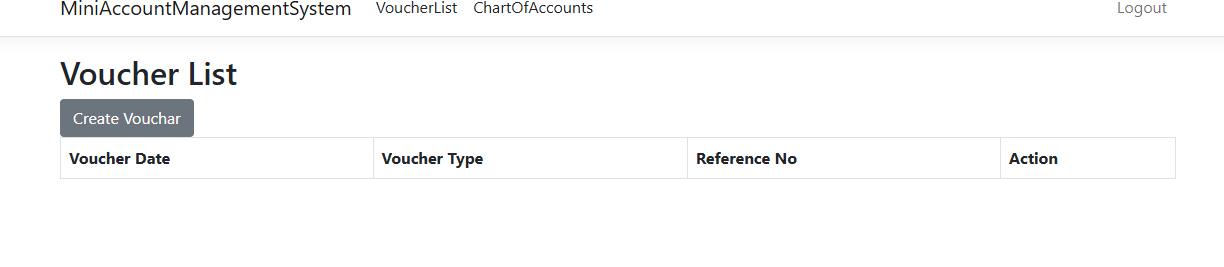 MiniAccountManagementSystem VoucherList ChartOfAccounts Logout
Voucher List
Create Vouchar
Voucher Date Voucher Type Reference No Action